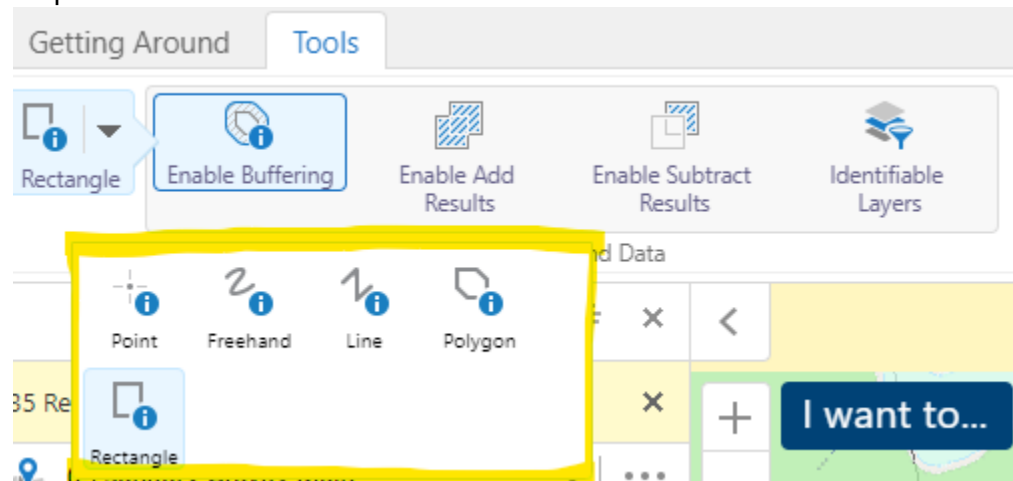 Getting Around Tools
Rectangle
Enable Buffering
Enable Add
Results
Enable Subtract
Results
Identifiable
Layers
nd Data
Point Freehand Line Polygon
35 Re
I want to...
Rectangle